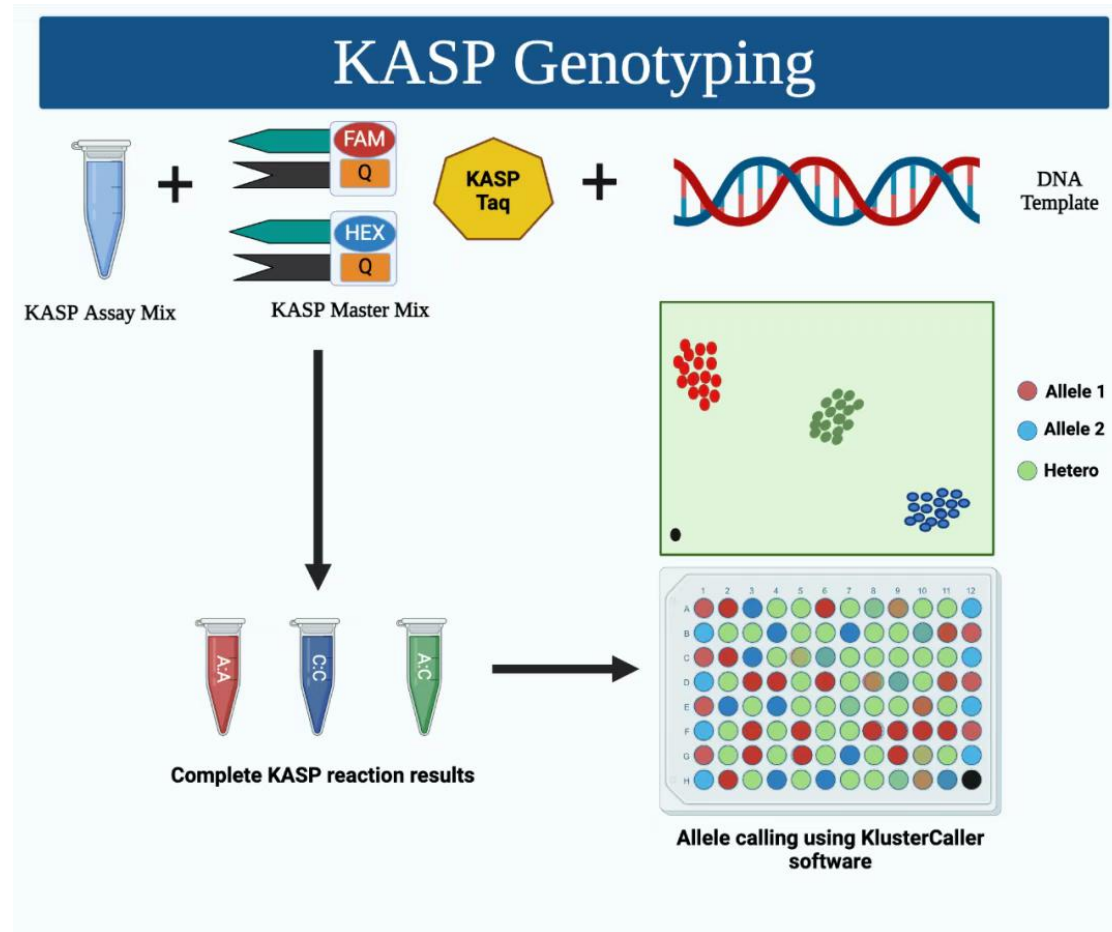 KASP Genotyping
FAM
Q
HEX
Q
KASP
Taq
DNA
Template
KASP Assay Mix
KASP Master Mix
Allele 1
Allele 2
Hetero
A:A
C:C
A:C
Complete KASP reaction results
1 2 3 4 5 6 7 8 9 10 11 12
A
B
C
D
E
F
G
H
Allele calling using KlusterCaller
software